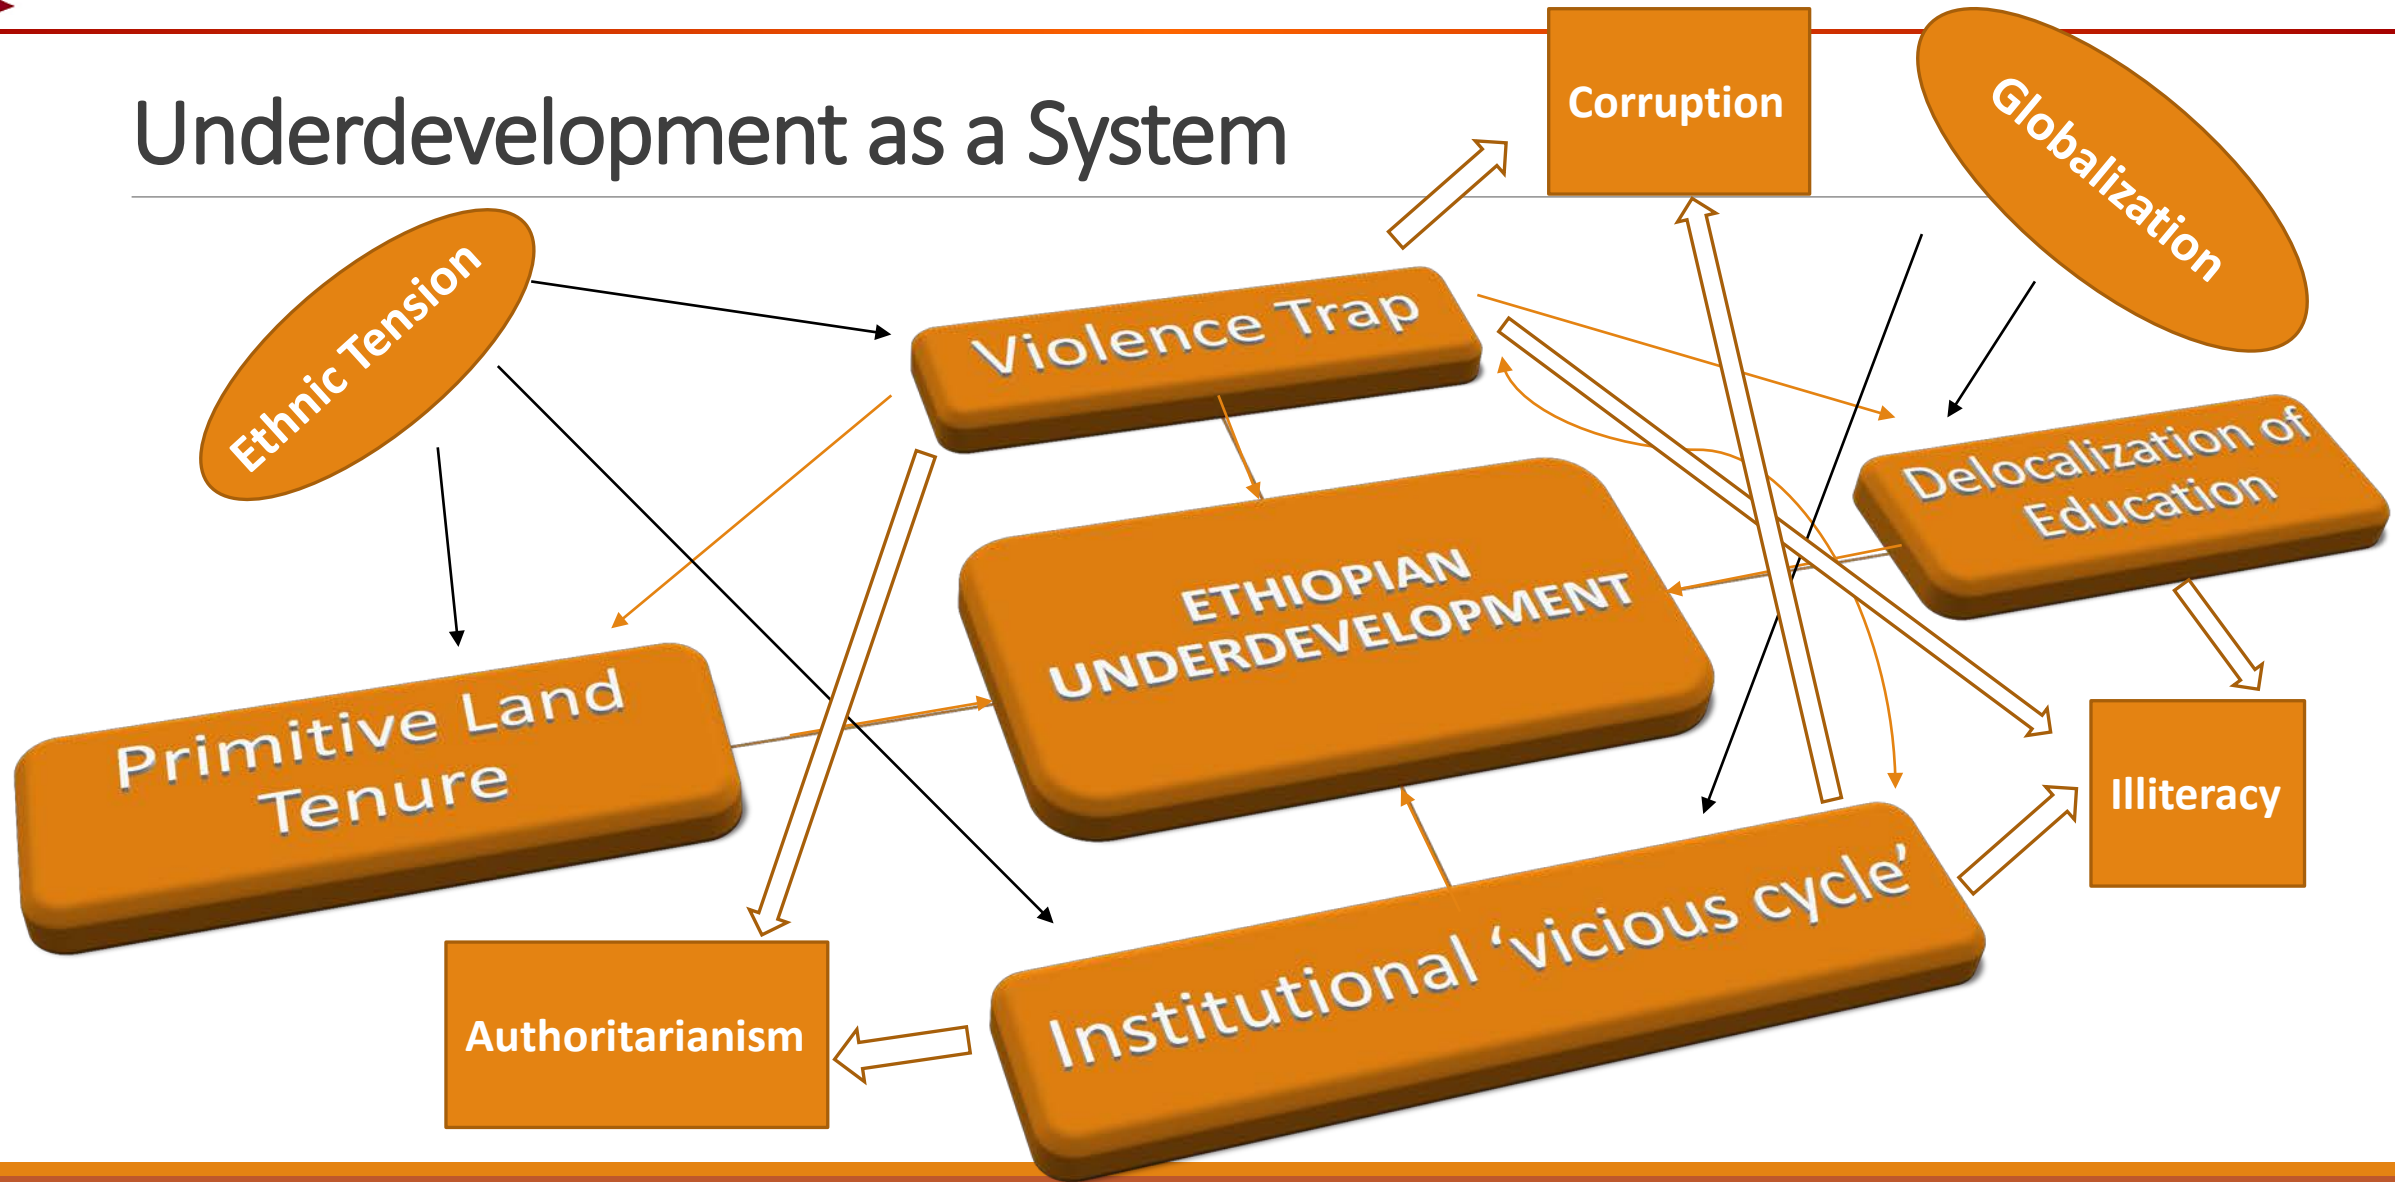 Underdevelopment as a System
Corruption
Globalization
Ethnic Tension
Violence Trap
Delocalization of
Education
ETHIOPIAN
UNDERDEVELOPMENT
Primitive Land
Tenure
Illiteracy
Institutional ‘vicious cycle’
Authoritarianism